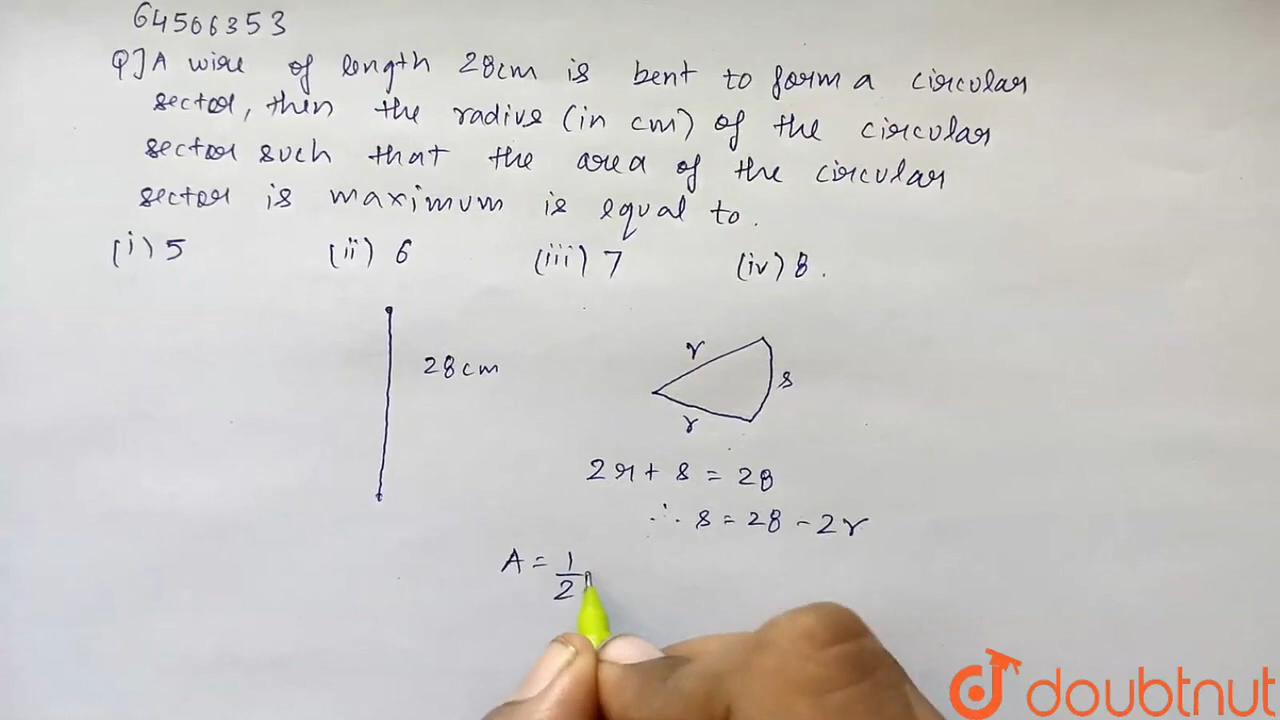 64506353
Q] A wire of length 28cm is bent to form a circular
sector, then the radius (in cm) of the circular
sector such that the area of the circular
sector is maximum is equal to.
(i) 5 (ii) 6 (iii) 7 (iv) 8.
28cm
r
s
r
2r + s = 28
∴ s = 28 - 2r
A = 1/2
doubtnut